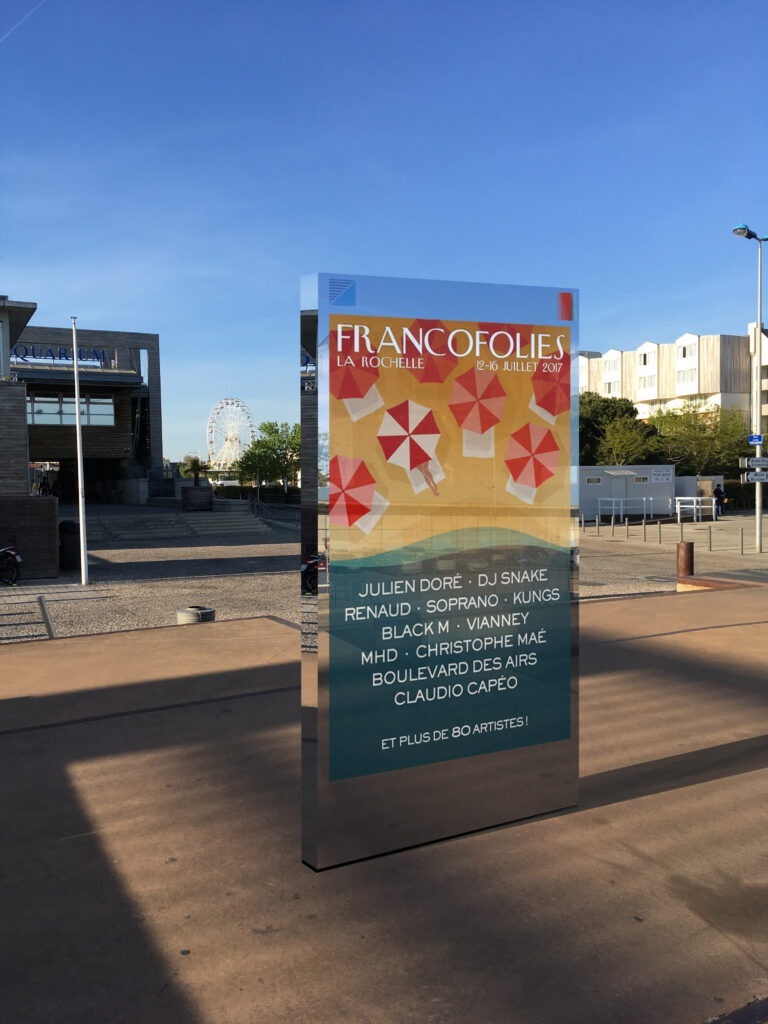 QUARIUM
FRANCOFOLIES
LA ROCHELLE 12-16 JUILLET 2017
JULIEN DORÉ · DJ SNAKE
RENAUD · SOPRANO · KUNGS
BLACK M · VIANNEY
MHD · CHRISTOPHE MAÉ
BOULEVARD DES AIRS
CLAUDIO CAPÉO
ET PLUS DE 80 ARTISTES !